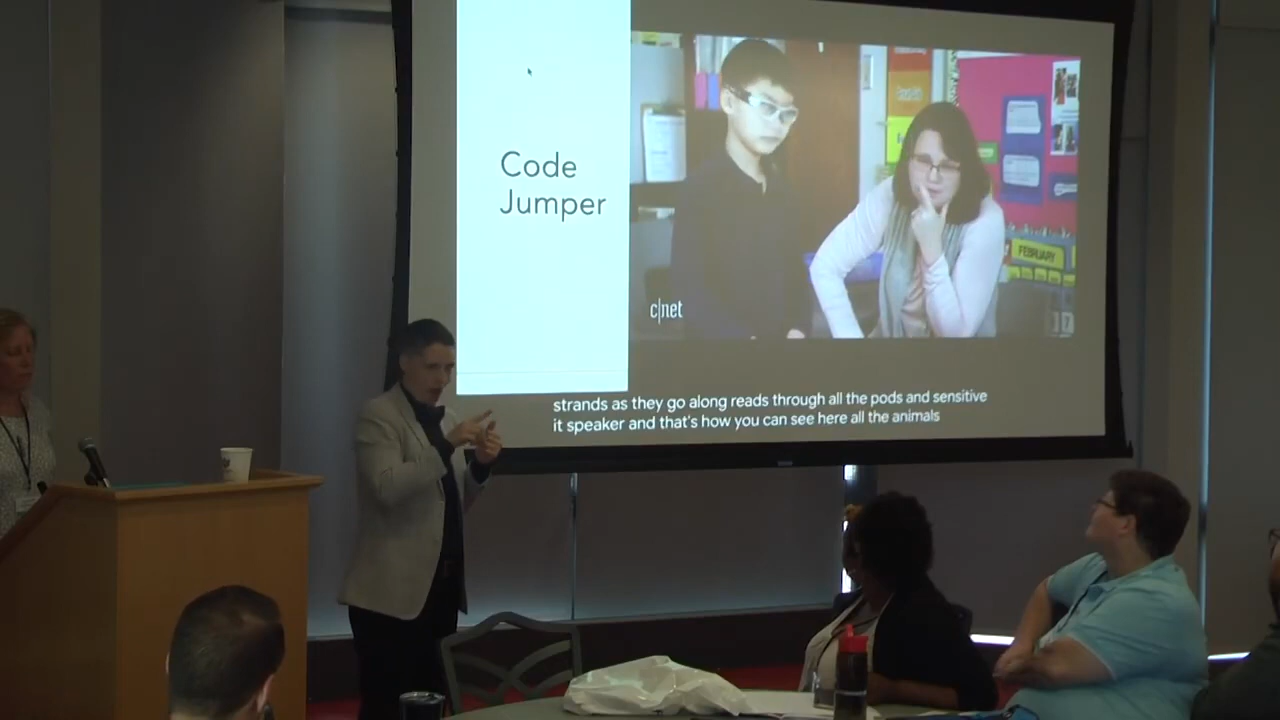 Code
Jumper
c|net
FEBRUARY
strands as they go along reads through all the pods and sensitive
it speaker and that's how you can see here all the animals